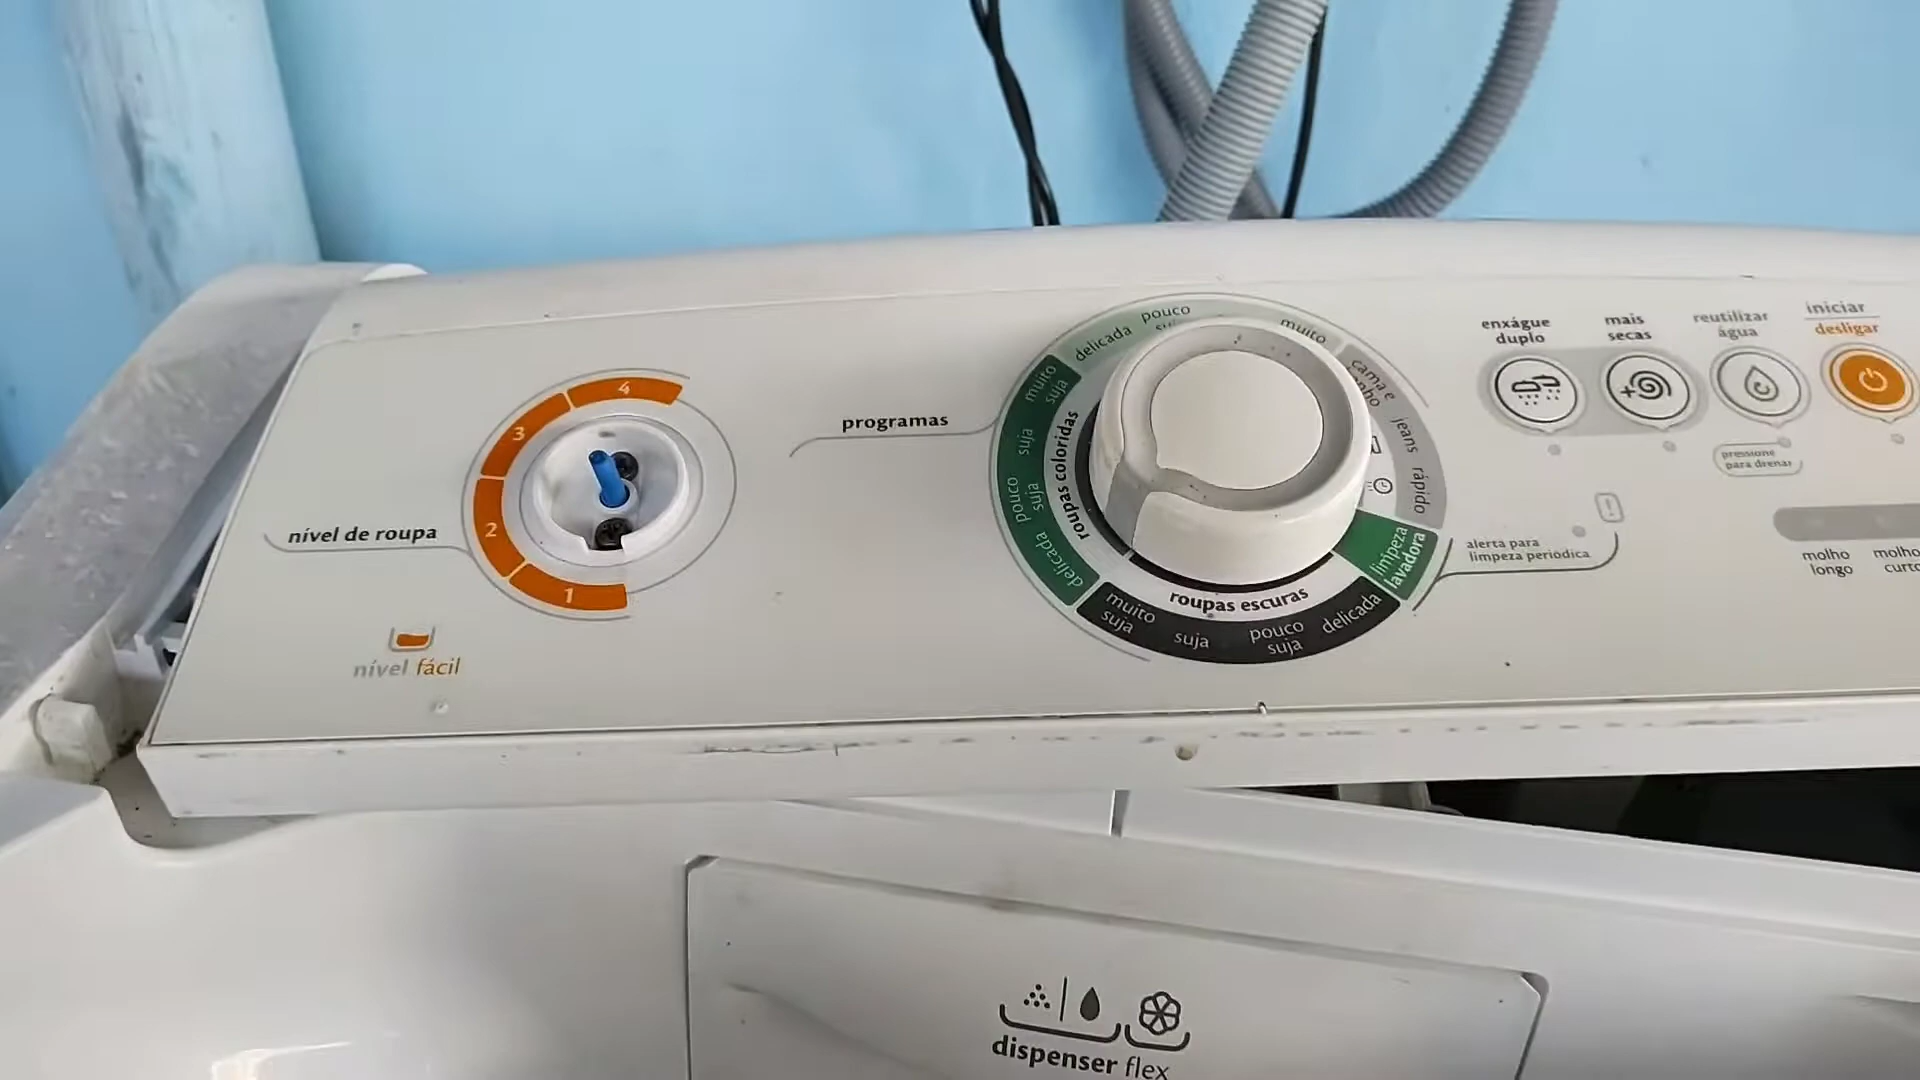 4
3
2
1
nível de roupa
nível fácil
programas
delicada
pouco
muito
cama e
jeans
rápido
limpeza
lavadora
delicada
pouco
suja
suja
muito
suja
roupas escuras
delicada
pouco
suja
suja
muito
suja
roupas coloridas
enxágue
duplo
mais
secas
reutilizar
água
iniciar
desligar
pressione
para drenar
alerta para
limpeza periódica
molho
longo
molho
curto
dispenser flex